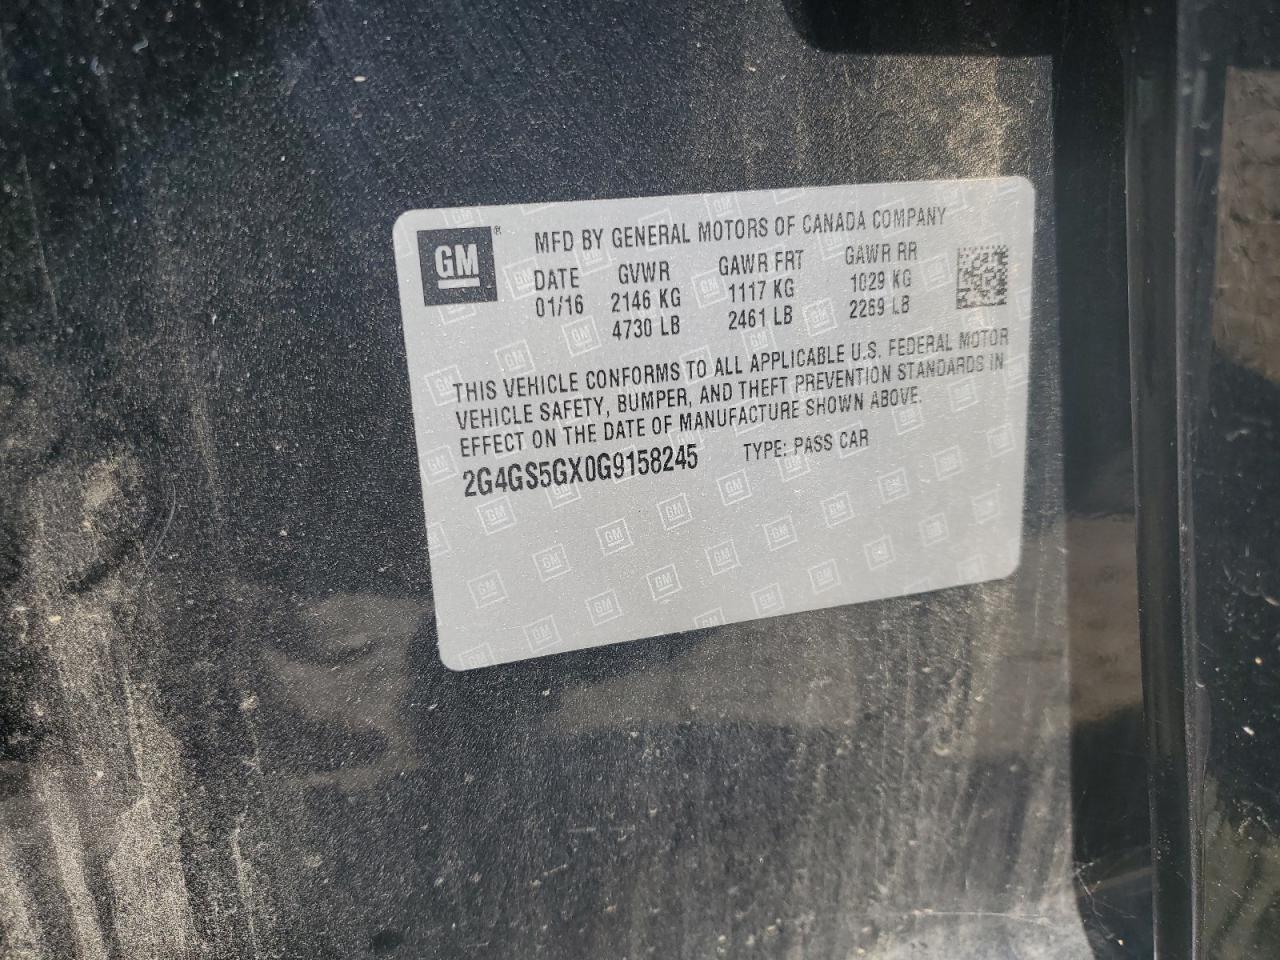 GM ®
MFD BY GENERAL MOTORS OF CANADA COMPANY
DATE GVWR GAWR FRT GAWR RR
01/16 2146 KG 1117 KG 1029 KG
4730 LB 2461 LB 2269 LB
THIS VEHICLE CONFORMS TO ALL APPLICABLE U.S. FEDERAL MOTOR
VEHICLE SAFETY, BUMPER, AND THEFT PREVENTION STANDARDS IN
EFFECT ON THE DATE OF MANUFACTURE SHOWN ABOVE.
2G4GS5GX0G9158245 TYPE: PASS CAR